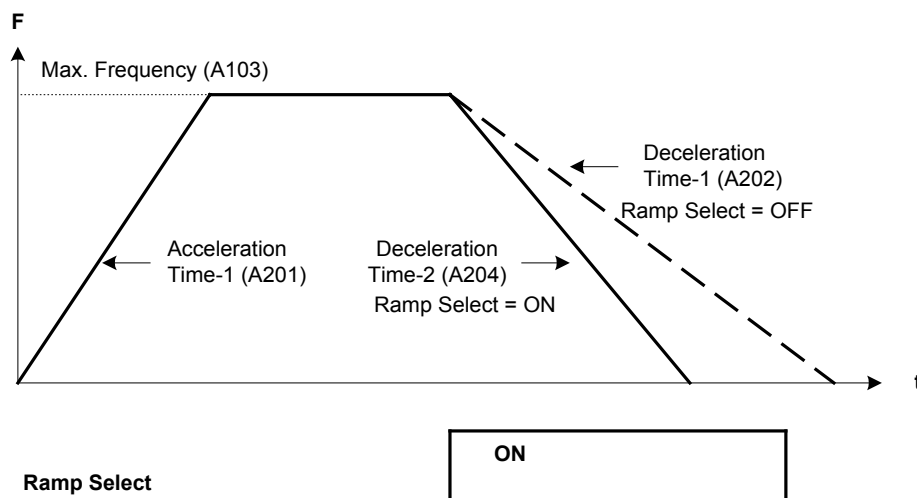 F
Max. Frequency (A103)
Deceleration
Time-1 (A202)
Ramp Select = OFF
Acceleration
Time-1 (A201)
Deceleration
Time-2 (A204)
Ramp Select = ON
t
ON
Ramp Select